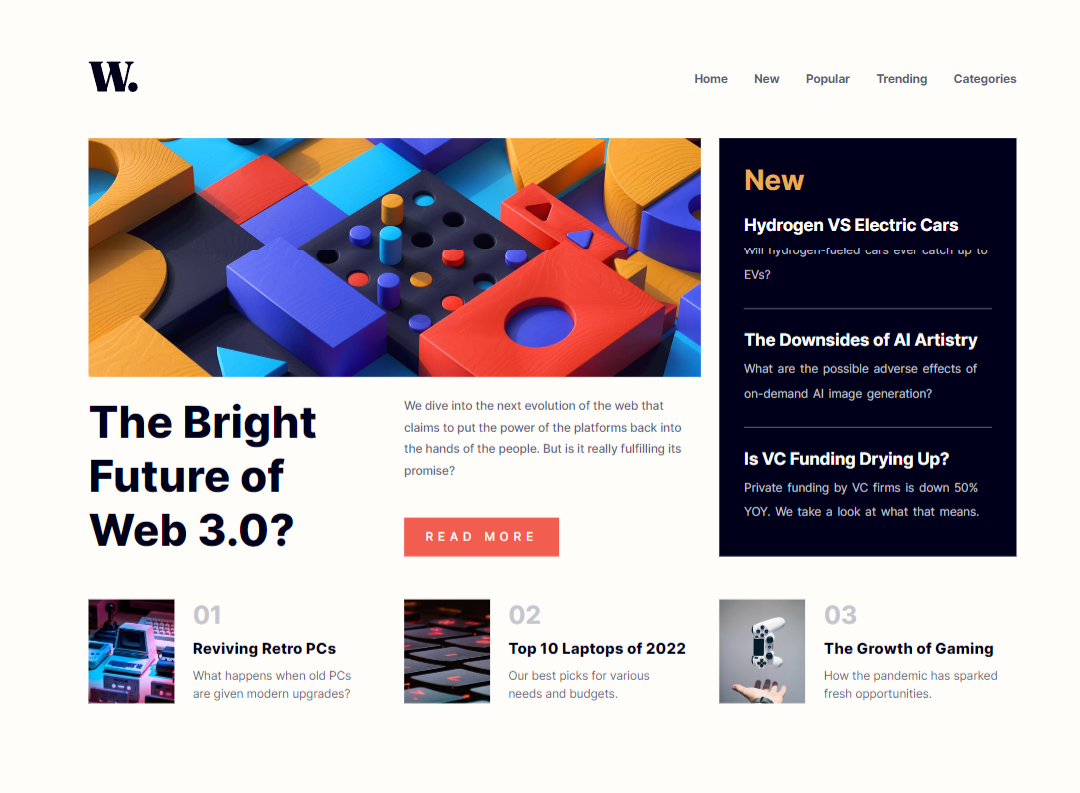 W.
Home New Popular Trending Categories
New
Hydrogen VS Electric Cars
Will hydrogen-fueled cars ever catch up to
EVs?
The Downsides of AI Artistry
What are the possible adverse effects of
on-demand AI image generation?
Is VC Funding Drying Up?
Private funding by VC firms is down 50%
YOY. We take a look at what that means.
The Bright
Future of
Web 3.0?
We dive into the next evolution of the web that
claims to put the power of the platforms back into
the hands of the people. But is it really fulfilling its
promise?
READ MORE
01
Reviving Retro PCs
What happens when old PCs
are given modern upgrades?
02
Top 10 Laptops of 2022
Our best picks for various
needs and budgets.
03
The Growth of Gaming
How the pandemic has sparked
fresh opportunities.